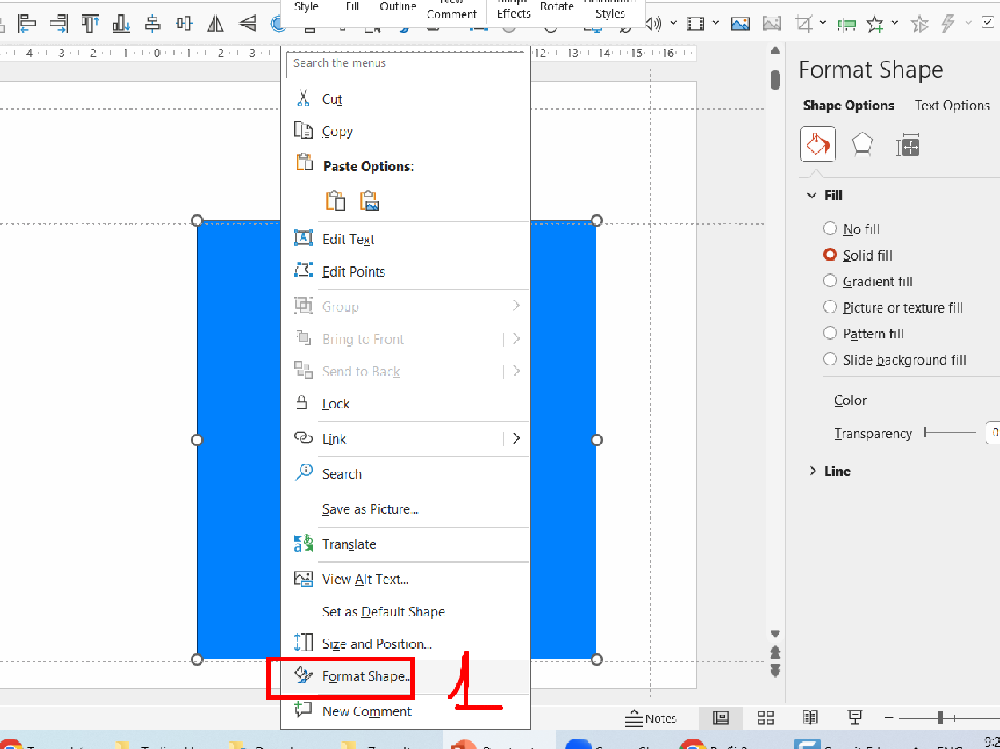 Style
Fill
Outline
New
Comment
Shape
Effects
Rotate
Animation
Styles
4 3 2 1 0 1 2 3 12 13 14 15 16
Search the menus
Cut
Copy
Paste Options:
Edit Text
Edit Points
Group
Bring to Front
Send to Back
Lock
Link
Search
Save as Picture...
Translate
View Alt Text...
Set as Default Shape
Size and Position...
Format Shape..
1
New Comment
Format Shape
Shape Options Text Options
Fill
No fill
Solid fill
Gradient fill
Picture or texture fill
Pattern fill
Slide background fill
Color
Transparency 0
Line
Notes
ENG
9:2